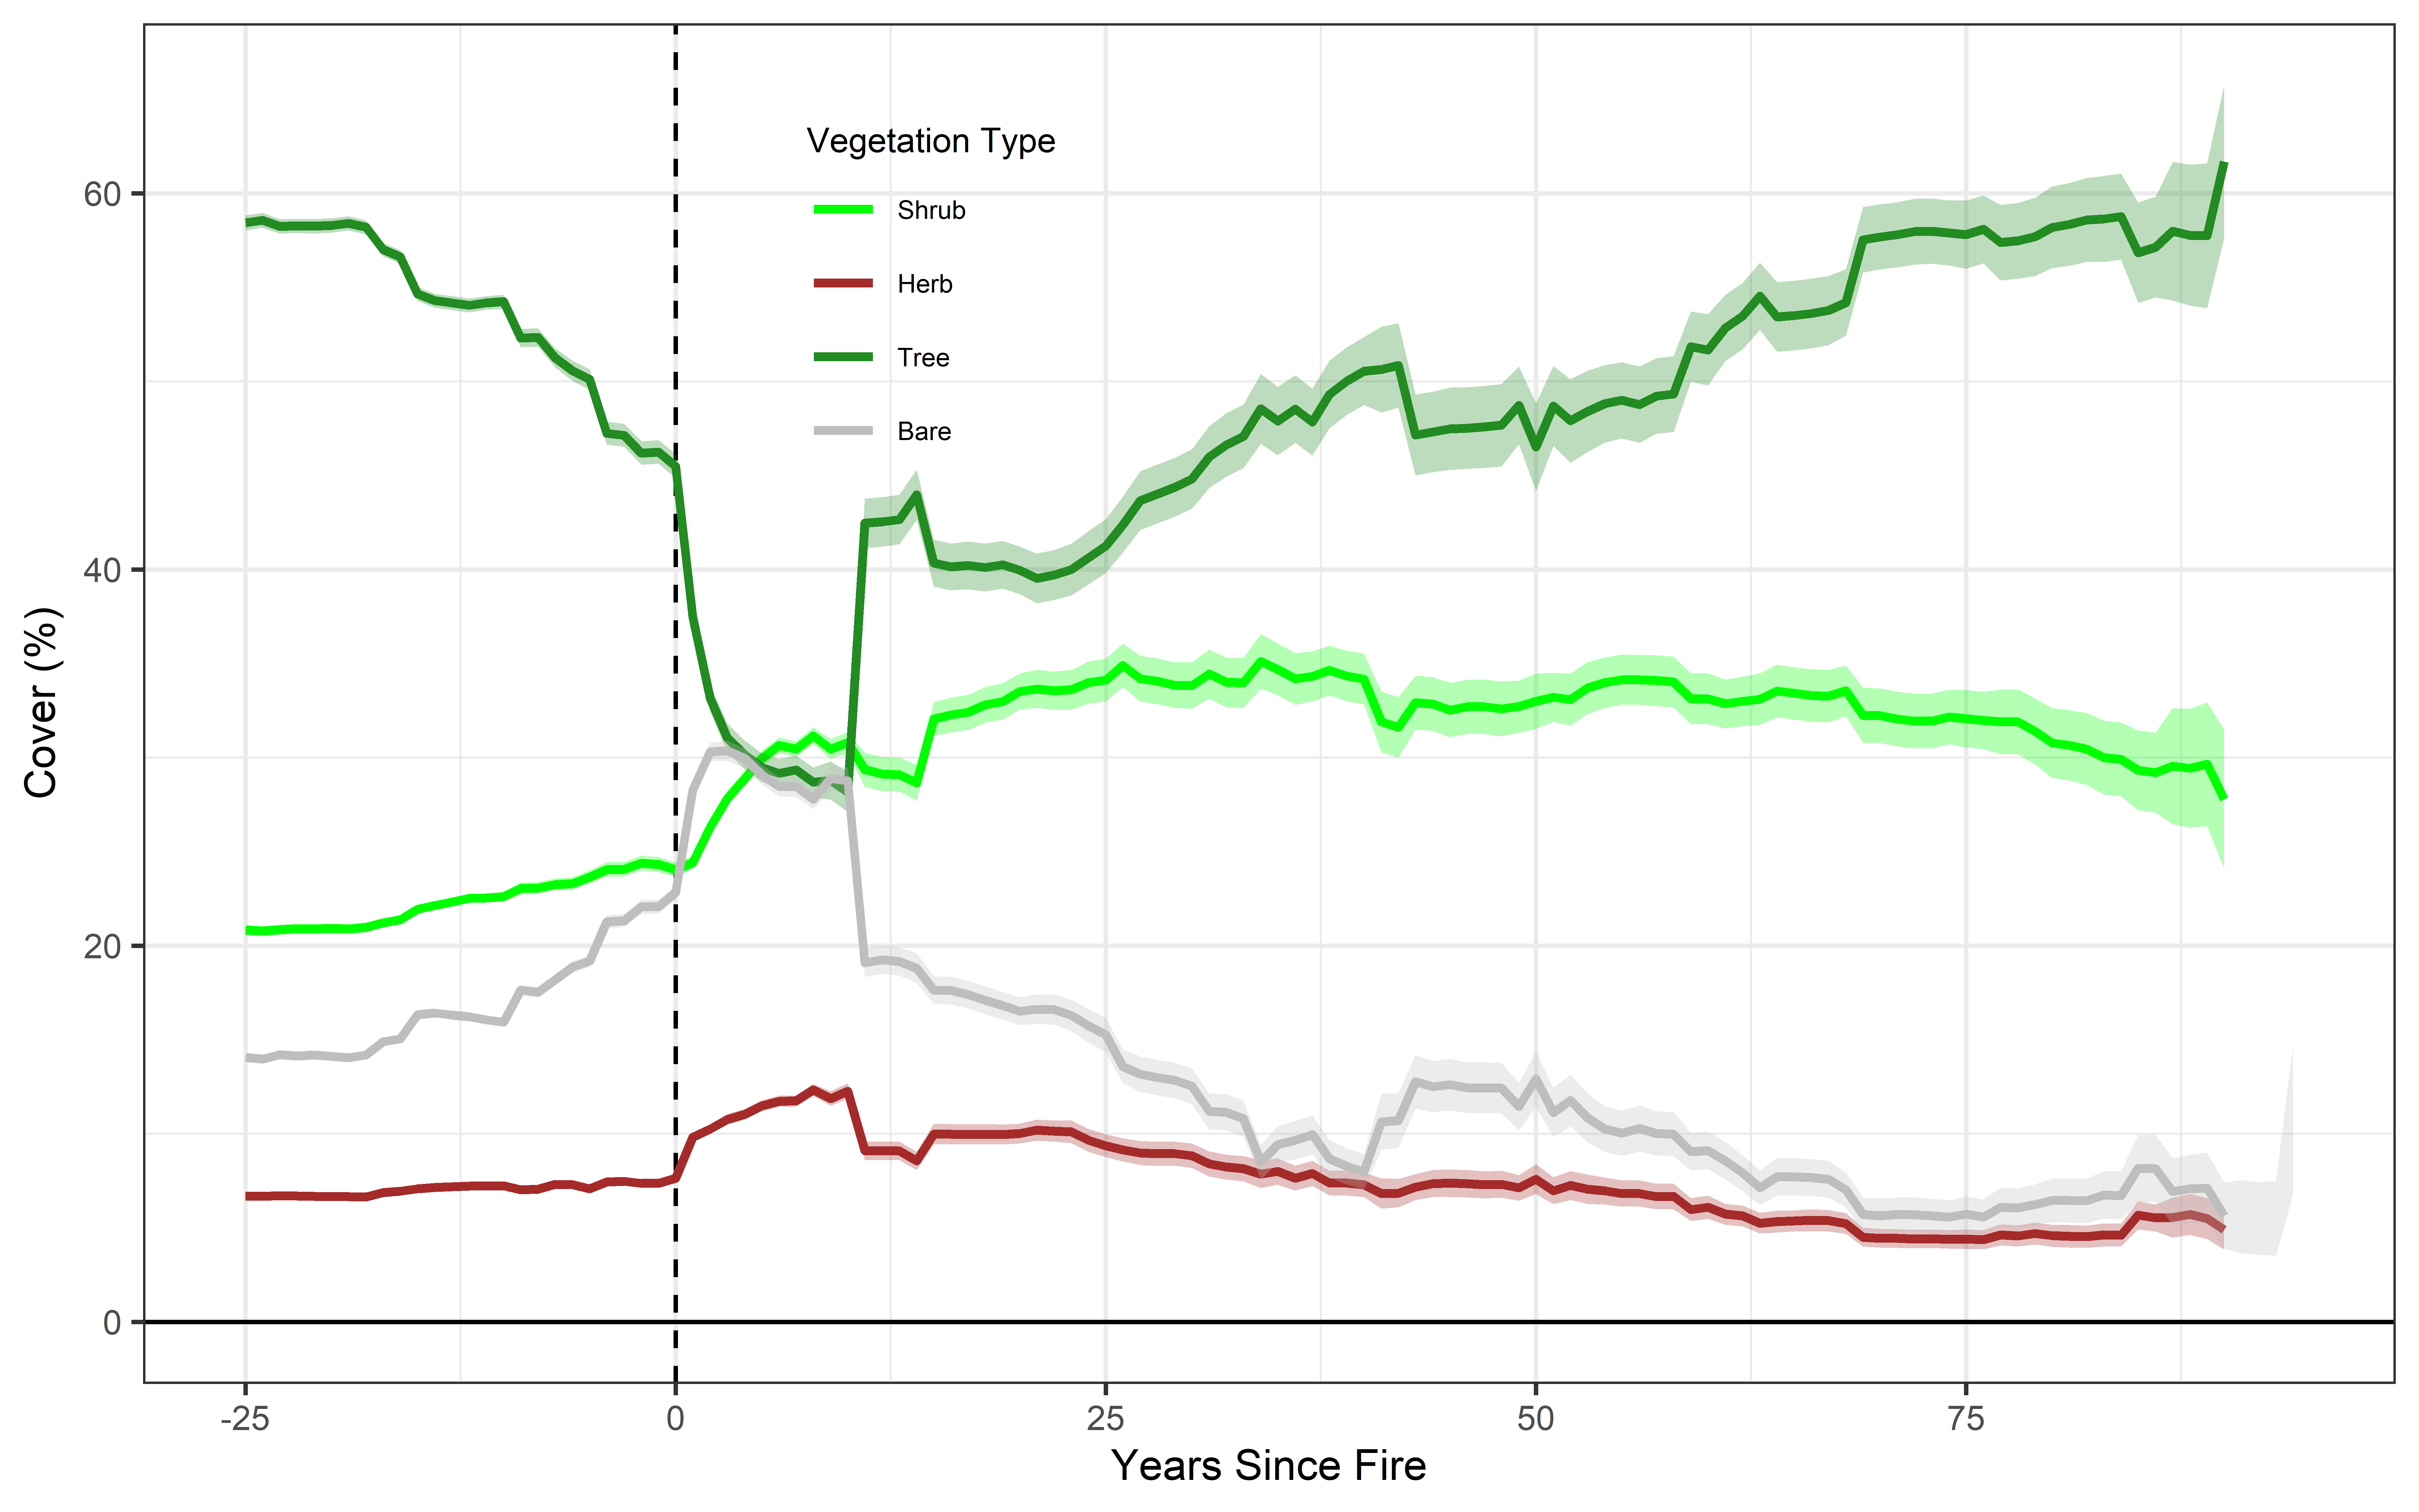 Vegetation Type
Shrub
Herb
Tree
Bare
60
40
20
0
Cover (%)
-25 0 25 50 75
Years Since Fire